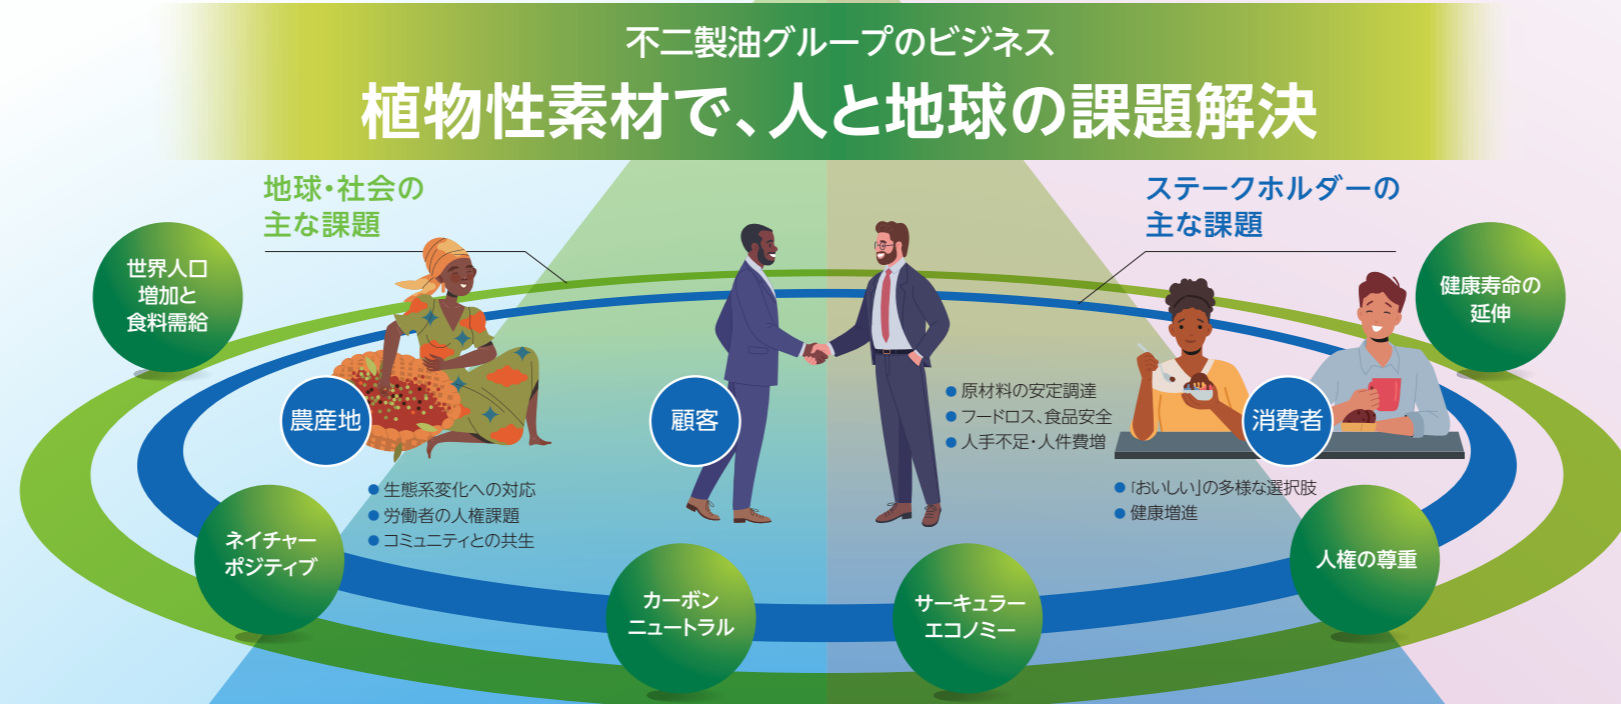 不二製油グループのビジネス
植物性素材で、人と地球の課題解決
地球・社会の
主な課題
ステークホルダーの
主な課題
世界人口
増加と
食料需給
健康寿命の
延伸
農産地
顧客
消費者
・原材料の安定調達
・フードロス、食品安全
・人手不足・人件費増
・生態系変化への対応
・労働者の人権課題
・コミュニティとの共生
・「おいしい」の多様な選択肢
・健康増進
ネイチャー
ポジティブ
カーボン
ニュートラル
サーキュラー
エコノミー
人権の尊重